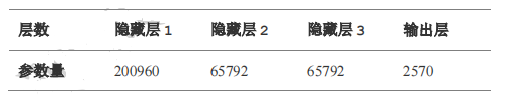 层数 隐藏层 1 隐藏层 2 隐藏层 3 输出层
参数量 200960 65792 65792 2570